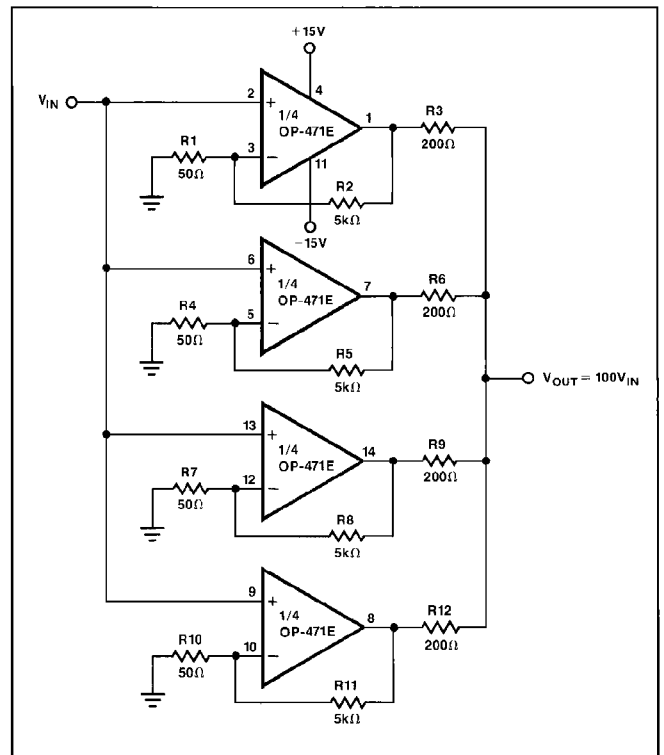 +15V
V_IN
2
+
4
1/4
OP-471E
1
R3
200Ω
R1
50Ω
3
−
11
R2
5kΩ
−15V
6
+
1/4
OP-471E
7
R6
200Ω
R4
50Ω
5
−
R5
5kΩ
V_OUT = 100V_IN
13
+
1/4
OP-471E
14
R9
200Ω
R7
50Ω
12
−
R8
5kΩ
9
+
1/4
OP-471E
8
R12
200Ω
R10
50Ω
10
−
R11
5kΩ